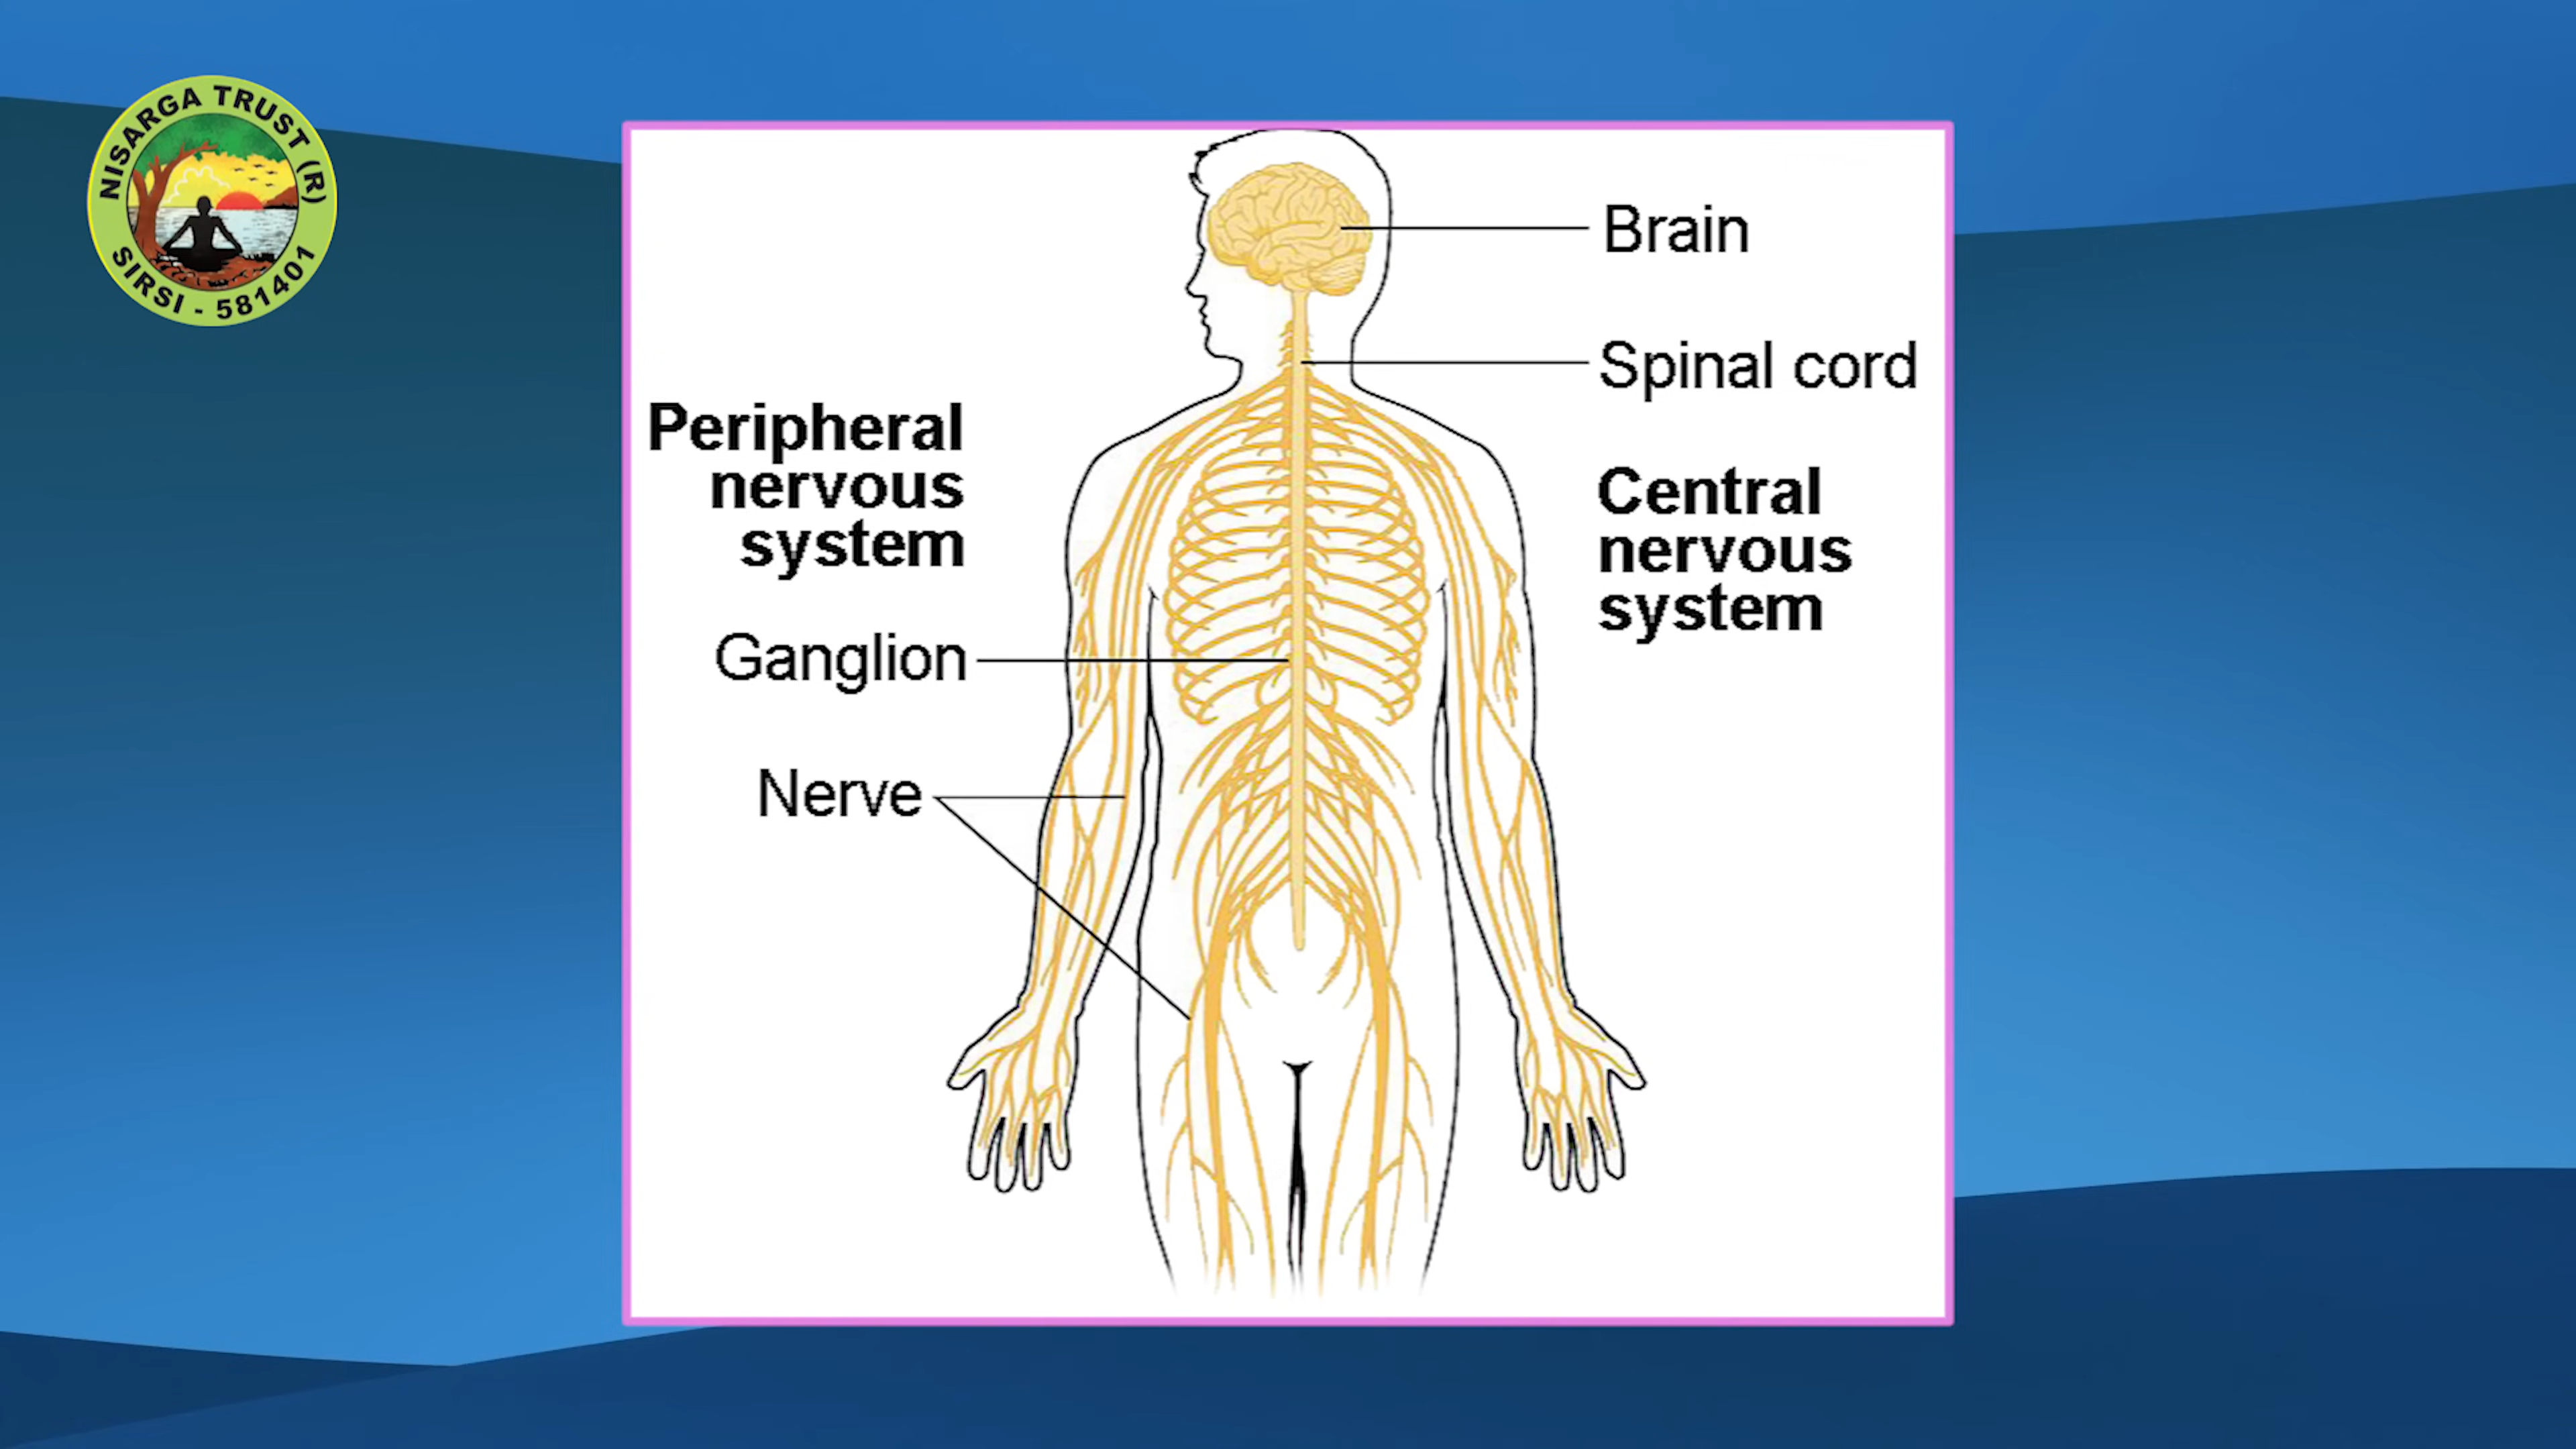 NISARGA TRUST (R)
SIRSI - 581401
Brain
Spinal cord
Peripheral
nervous
system
Central
nervous
system
Ganglion
Nerve